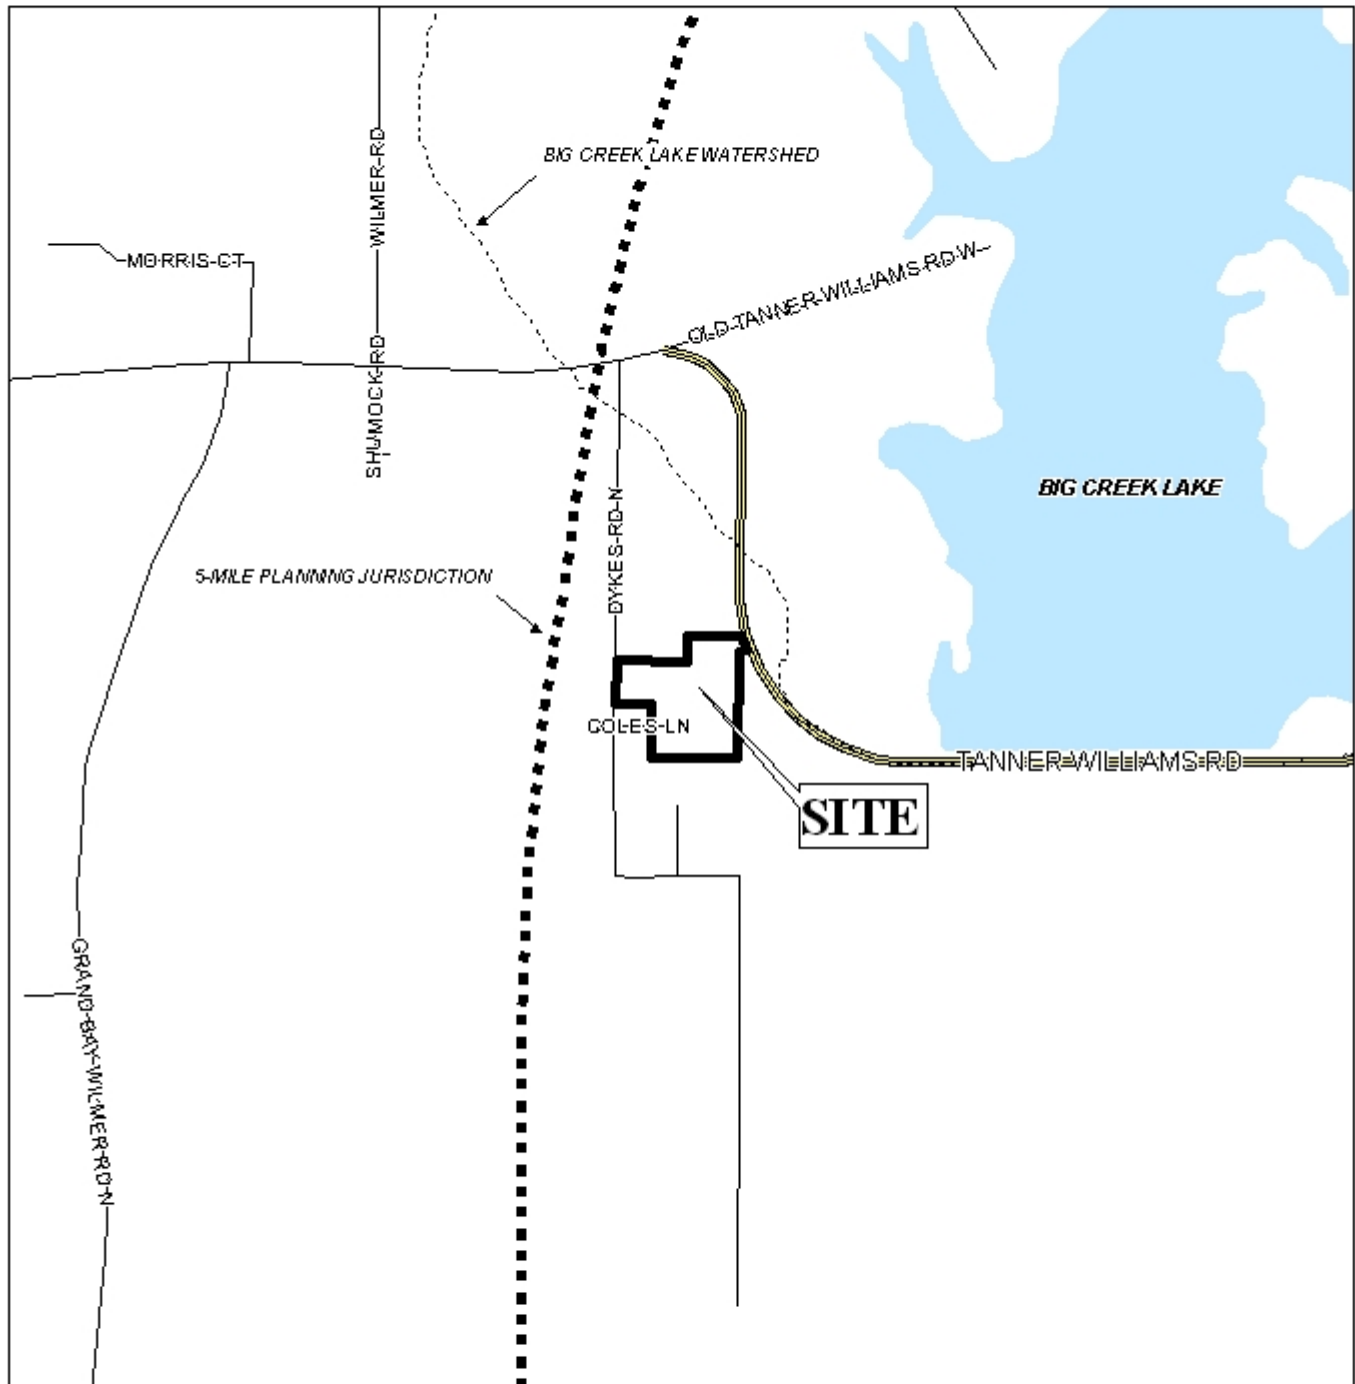 WILMER RD
BIG CREEK LAKE WATERSHED
MORRIS CT
OLD TANNER WILLIAMS RD W
SHUMOCK RD
BIG CREEK LAKE
DYKES RD N
5-MILE PLANNING JURISDICTION
COLES LN
TANNER WILLIAMS RD
SITE
GRAND BAY WILMER RD N